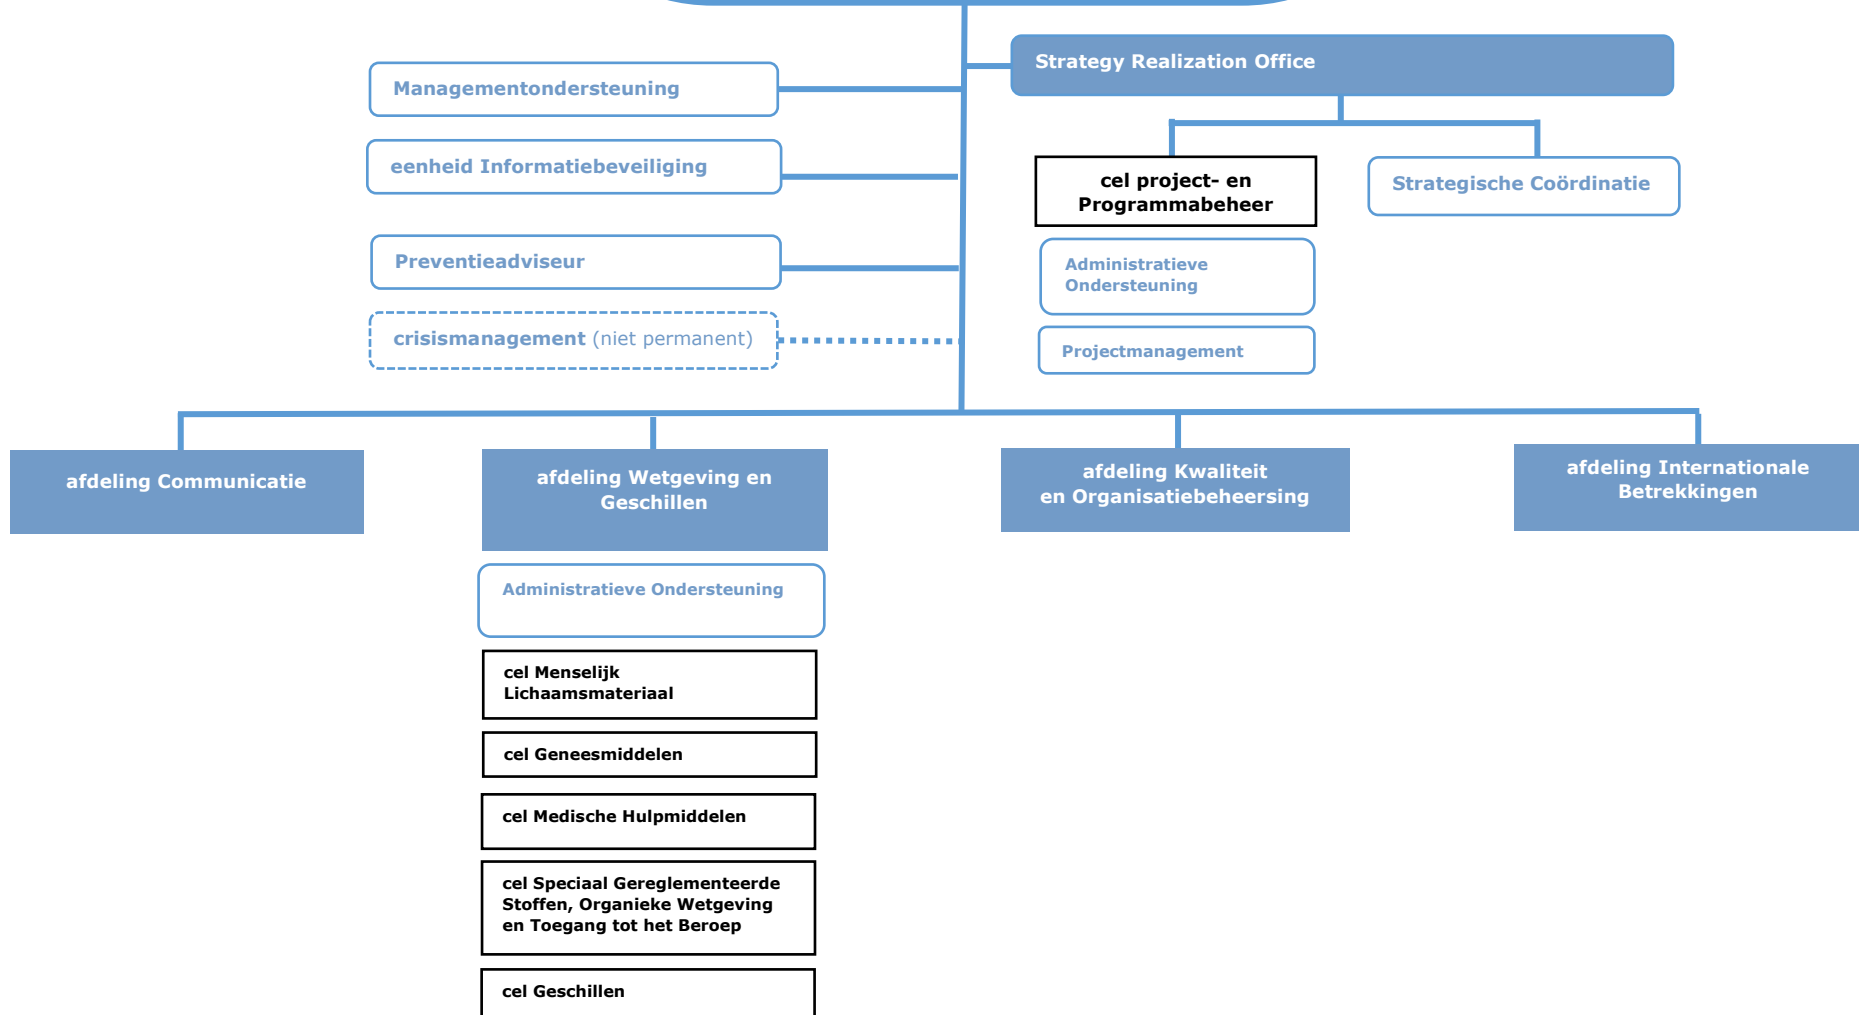 Strategy Realization Office
Managementondersteuning
eenheid Informatiebeveiliging
cel project- en
Programmabeheer
Strategische Coördinatie
Preventieadviseur
Administratieve
Ondersteuning
crisismanagement (niet permanent)
Projectmanagement
afdeling Communicatie
afdeling Wetgeving en
Geschillen
afdeling Kwaliteit
en Organisatiebeheersing
afdeling Internationale
Betrekkingen
Administratieve Ondersteuning
cel Menselijk
Lichaamsmateriaal
cel Geneesmiddelen
cel Medische Hulpmiddelen
cel Speciaal Gereglementeerde
Stoffen, Organieke Wetgeving
en Toegang tot het Beroep
cel Geschillen